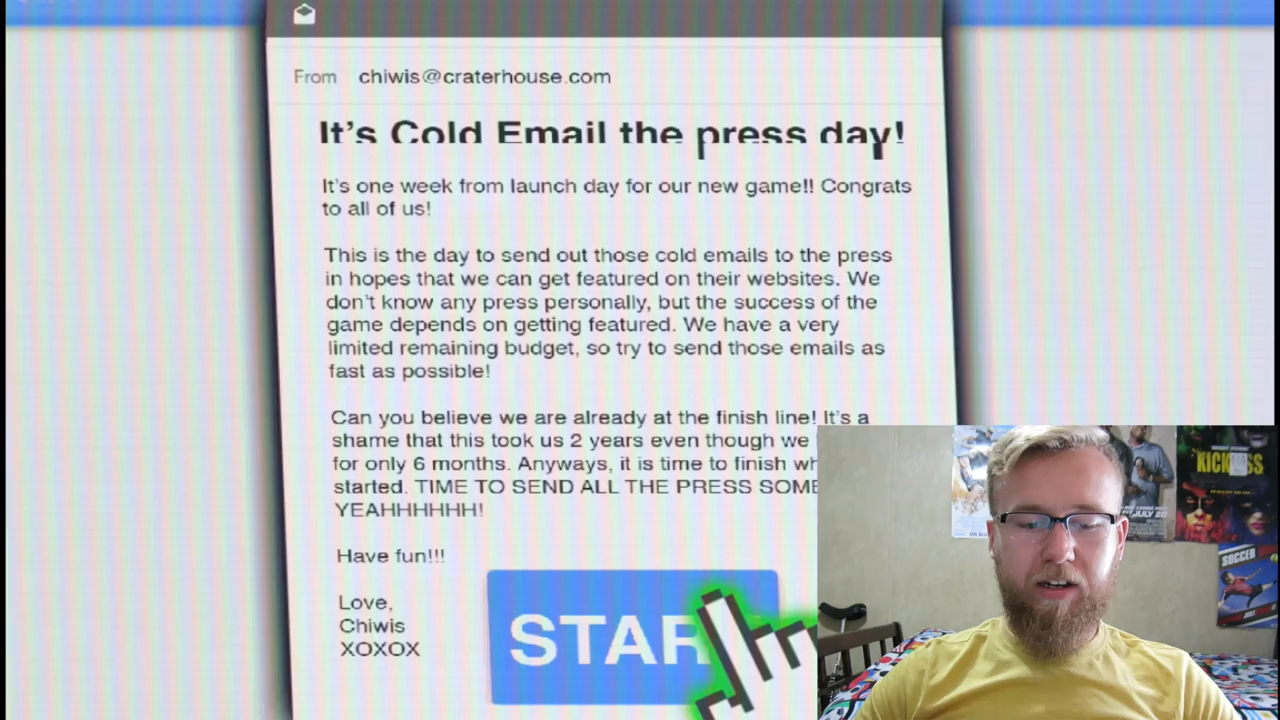 From chiwis@craterhouse.com
It's Cold Email the press day!
It's one week from launch day for our new game!! Congrats
to all of us!
This is the day to send out those cold emails to the press
in hopes that we can get featured on their websites. We
don't know any press personally, but the success of the
game depends on getting featured. We have a very
limited remaining budget, so try to send those emails as
fast as possible!
Can you believe we are already at the finish line! It's a
shame that this took us 2 years even though we
for only 6 months. Anyways, it is time to finish
started. TIME TO SEND ALL THE PRESS
YEAHHHHHH!
Have fun!!!
Love,
Chiwis
XOXOX
STAR
JULY 20
SOCCER